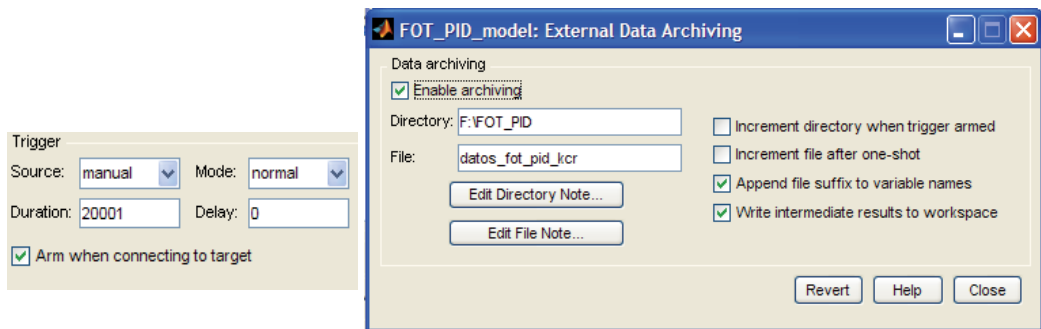 Trigger
Source: manual Mode: normal
Duration: 20001 Delay: 0
Arm when connecting to target
FOT_PID_model: External Data Archiving
Data archiving
Enable archiving
Directory: F:\FOT_PID
File: datos_fot_pid_kcr
Edit Directory Note...
Edit File Note...
Increment directory when trigger armed
Increment file after one-shot
Append file suffix to variable names
Write intermediate results to workspace
Revert Help Close